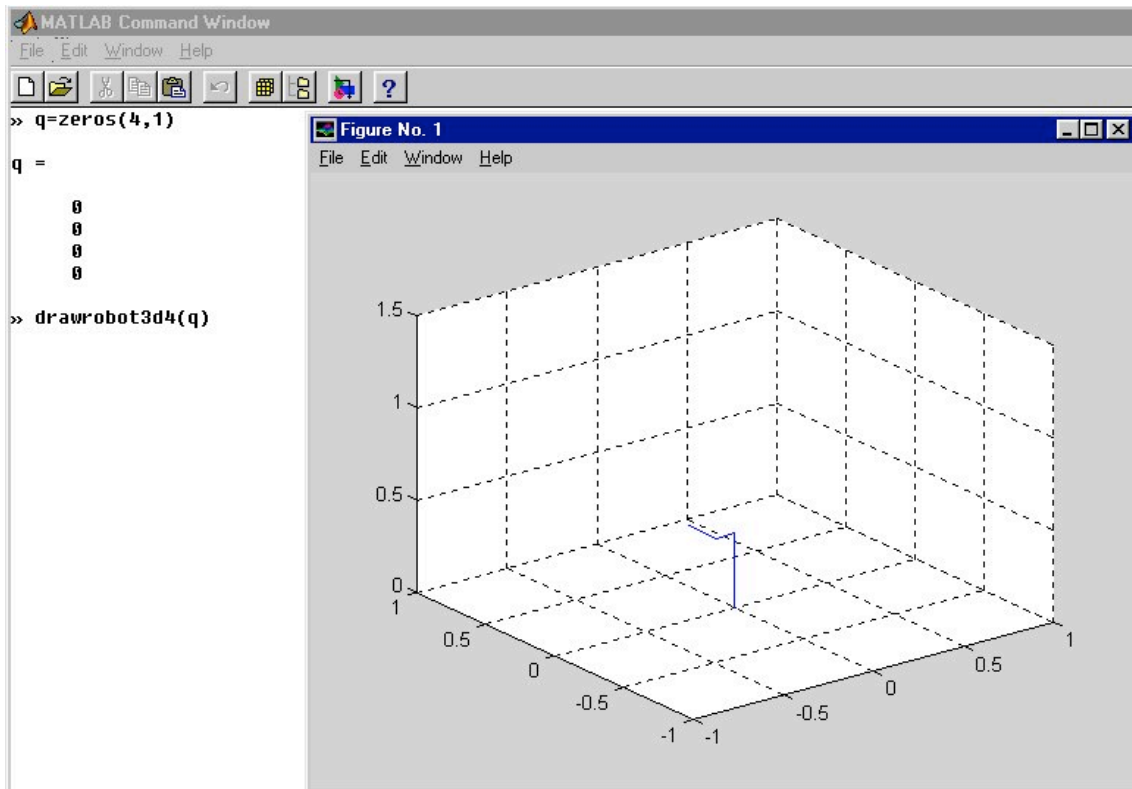 MATLAB Command Window
File Edit Window Help
?
» q=zeros(4,1)
q =
0
0
0
0
» drawrobot3d4(q)
Figure No. 1
File Edit Window Help
1.5
1
0.5
0
1
0.5
0
-0.5
-1
-1
-0.5
0
0.5
1